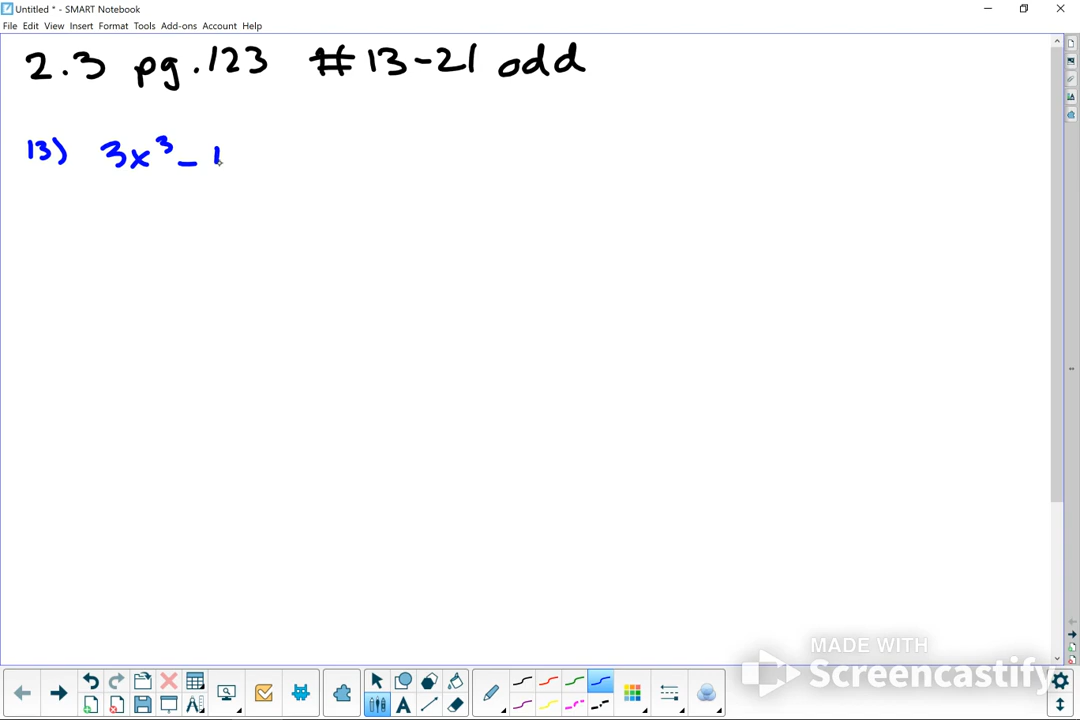 Untitled * - SMART Notebook
File Edit View Insert Format Tools Add-ons Account Help
2.3 pg.123 #13-21 odd
13) 3x³ - 1
MADE WITH
Screencastify